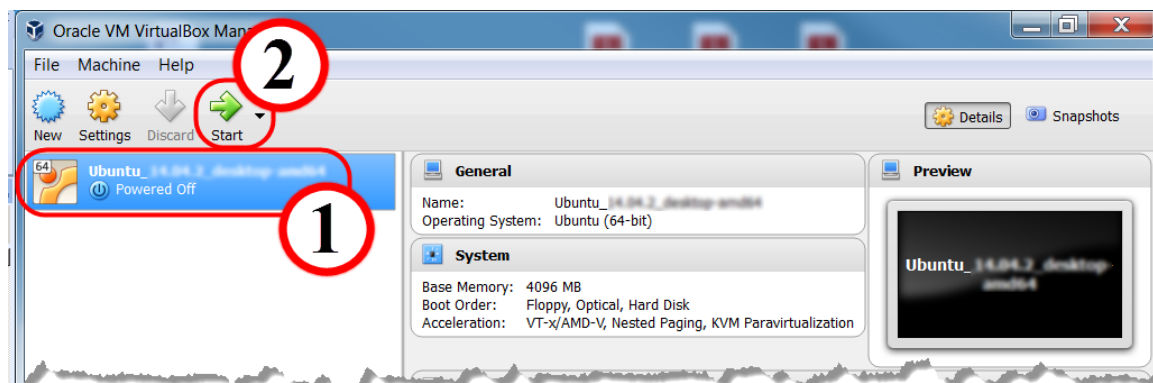 Oracle VM VirtualBox Man
File Machine Help
2
New Settings Discard Start
Details Snapshots
64
Ubuntu_
Powered Off
1
General
Name: Ubuntu_
Operating System: Ubuntu (64-bit)
System
Base Memory: 4096 MB
Boot Order: Floppy, Optical, Hard Disk
Acceleration: VT-x/AMD-V, Nested Paging, KVM Paravirtualization
Preview
Ubuntu_